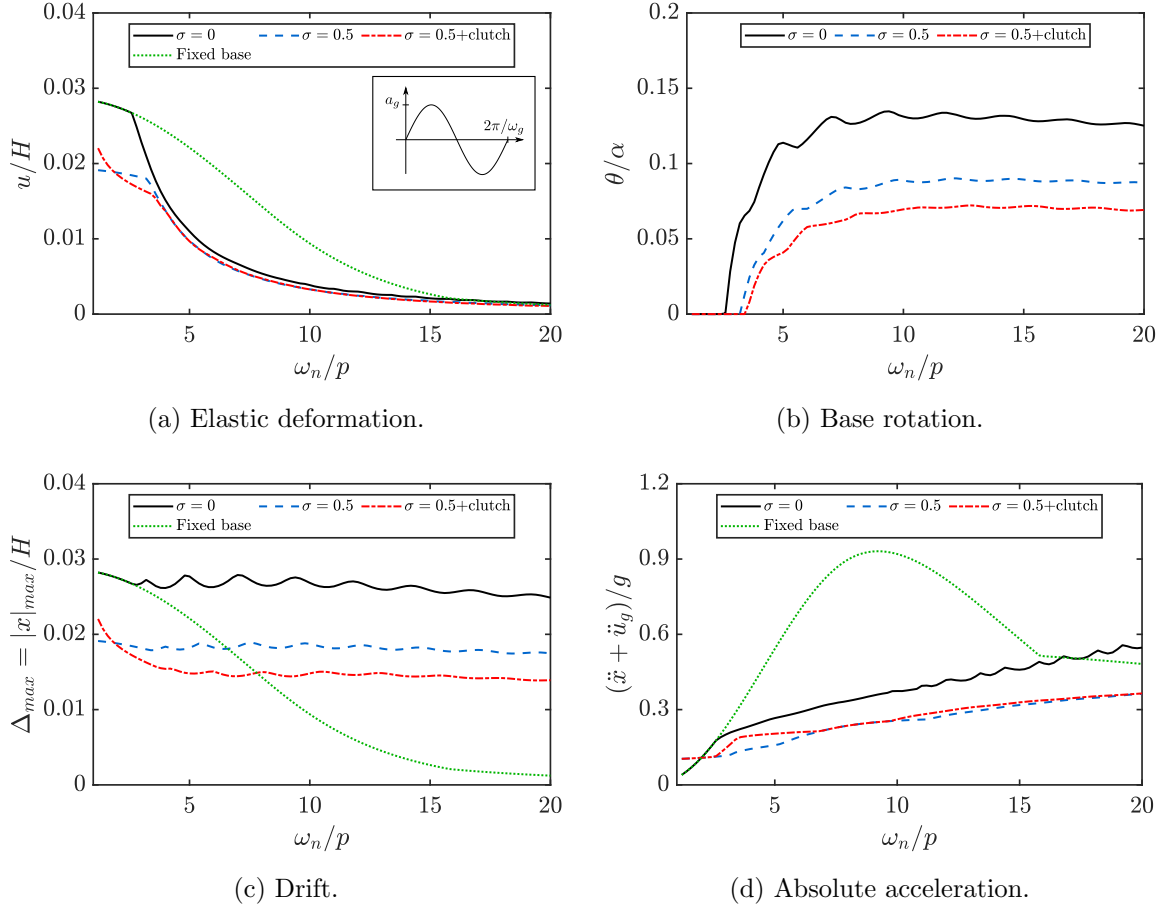 σ = 0 σ = 0.5 σ = 0.5+clutch
Fixed base
a_g
2π/ω_g
0.04
0.03
0.02
0.01
0
u/H
5 10 15 20
ω_n/p
(a) Elastic deformation.
σ = 0 σ = 0.5 σ = 0.5+clutch
0.2
0.15
0.1
0.05
0
θ/α
5 10 15 20
ω_n/p
(b) Base rotation.
σ = 0 σ = 0.5 σ = 0.5+clutch
Fixed base
0.04
0.03
0.02
0.01
0
Δ_max = |x|_max/H
5 10 15 20
ω_n/p
(c) Drift.
σ = 0 σ = 0.5 σ = 0.5+clutch
Fixed base
1.2
0.9
0.6
0.3
0
(ẍ + ü_g)/g
5 10 15 20
ω_n/p
(d) Absolute acceleration.